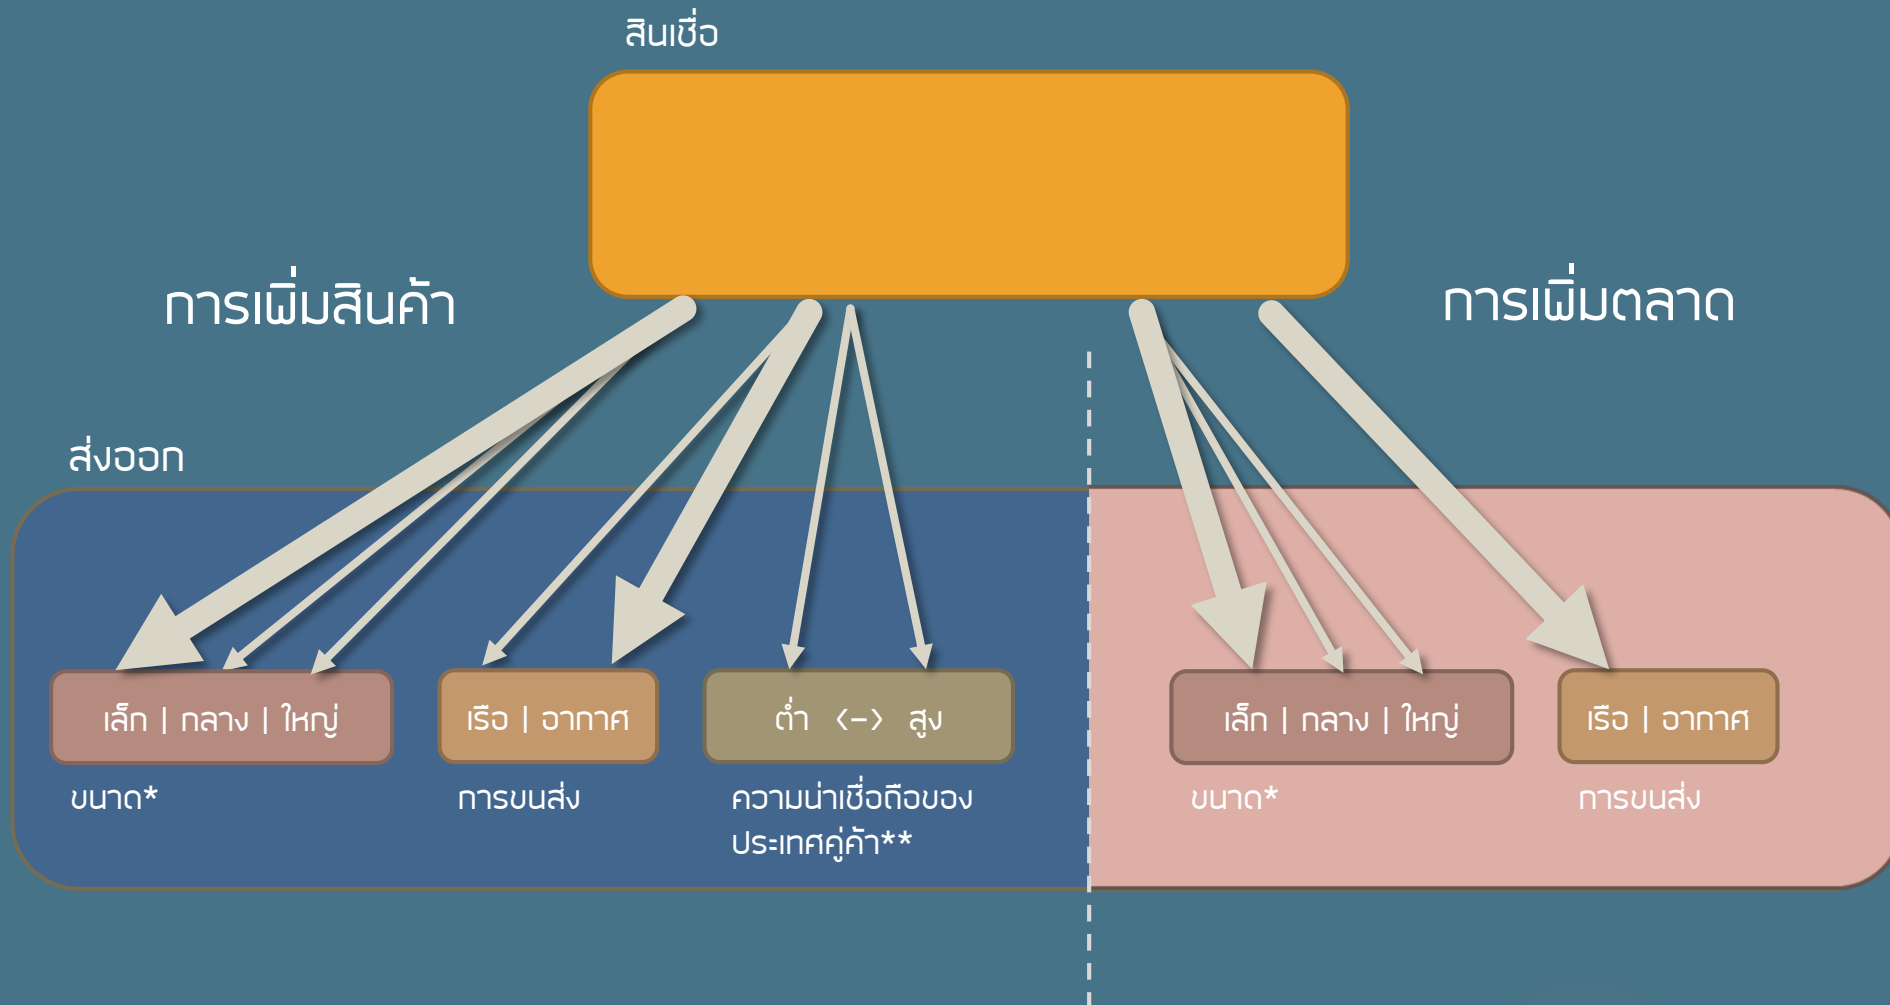 สินเชื่อ
การเพิ่มสินค้า
การเพิ่มตลาด
ส่งออก
เล็ก | กลาง | ใหญ่
เรือ | อากาศ
ต่ำ <-> สูง
เล็ก | กลาง | ใหญ่
เรือ | อากาศ
ขนาด*
การขนส่ง
ความน่าเชื่อถือของ
ประเทศคู่ค้า**
ขนาด*
การขนส่ง